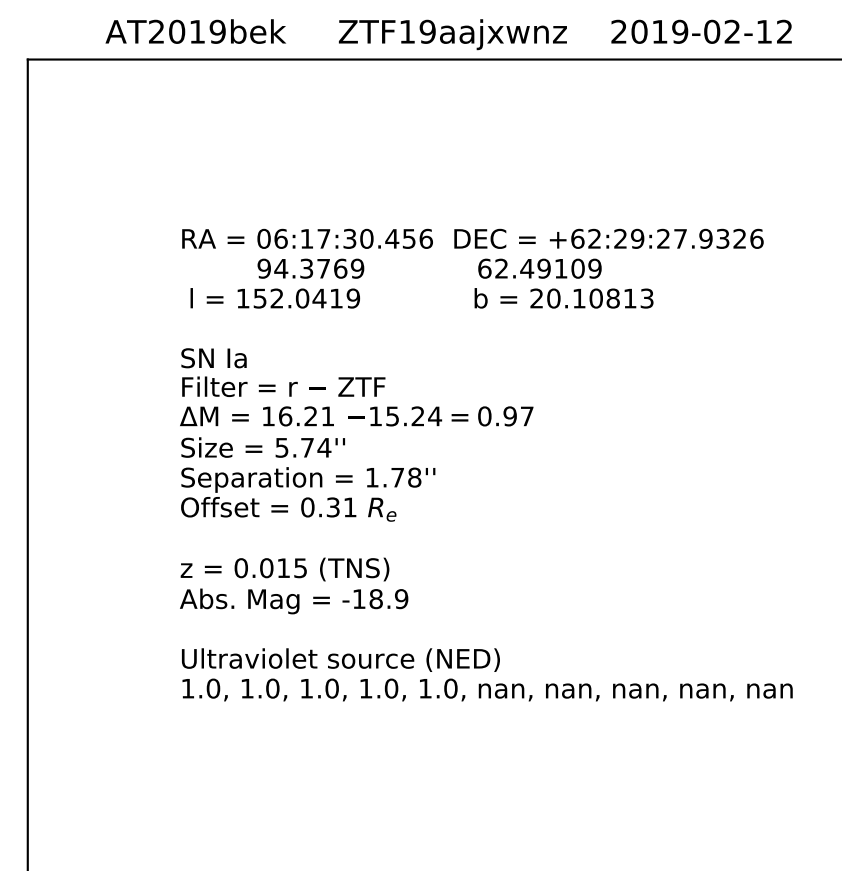 AT2019bek ZTF19aajxwnz 2019-02-12
RA = 06:17:30.456 DEC = +62:29:27.9326
94.3769 62.49109
l = 152.0419 b = 20.10813
SN Ia
Filter = r − ZTF
ΔM = 16.21 −15.24 = 0.97
Size = 5.74''
Separation = 1.78''
Offset = 0.31 Re
z = 0.015 (TNS)
Abs. Mag = -18.9
Ultraviolet source (NED)
1.0, 1.0, 1.0, 1.0, 1.0, nan, nan, nan, nan, nan